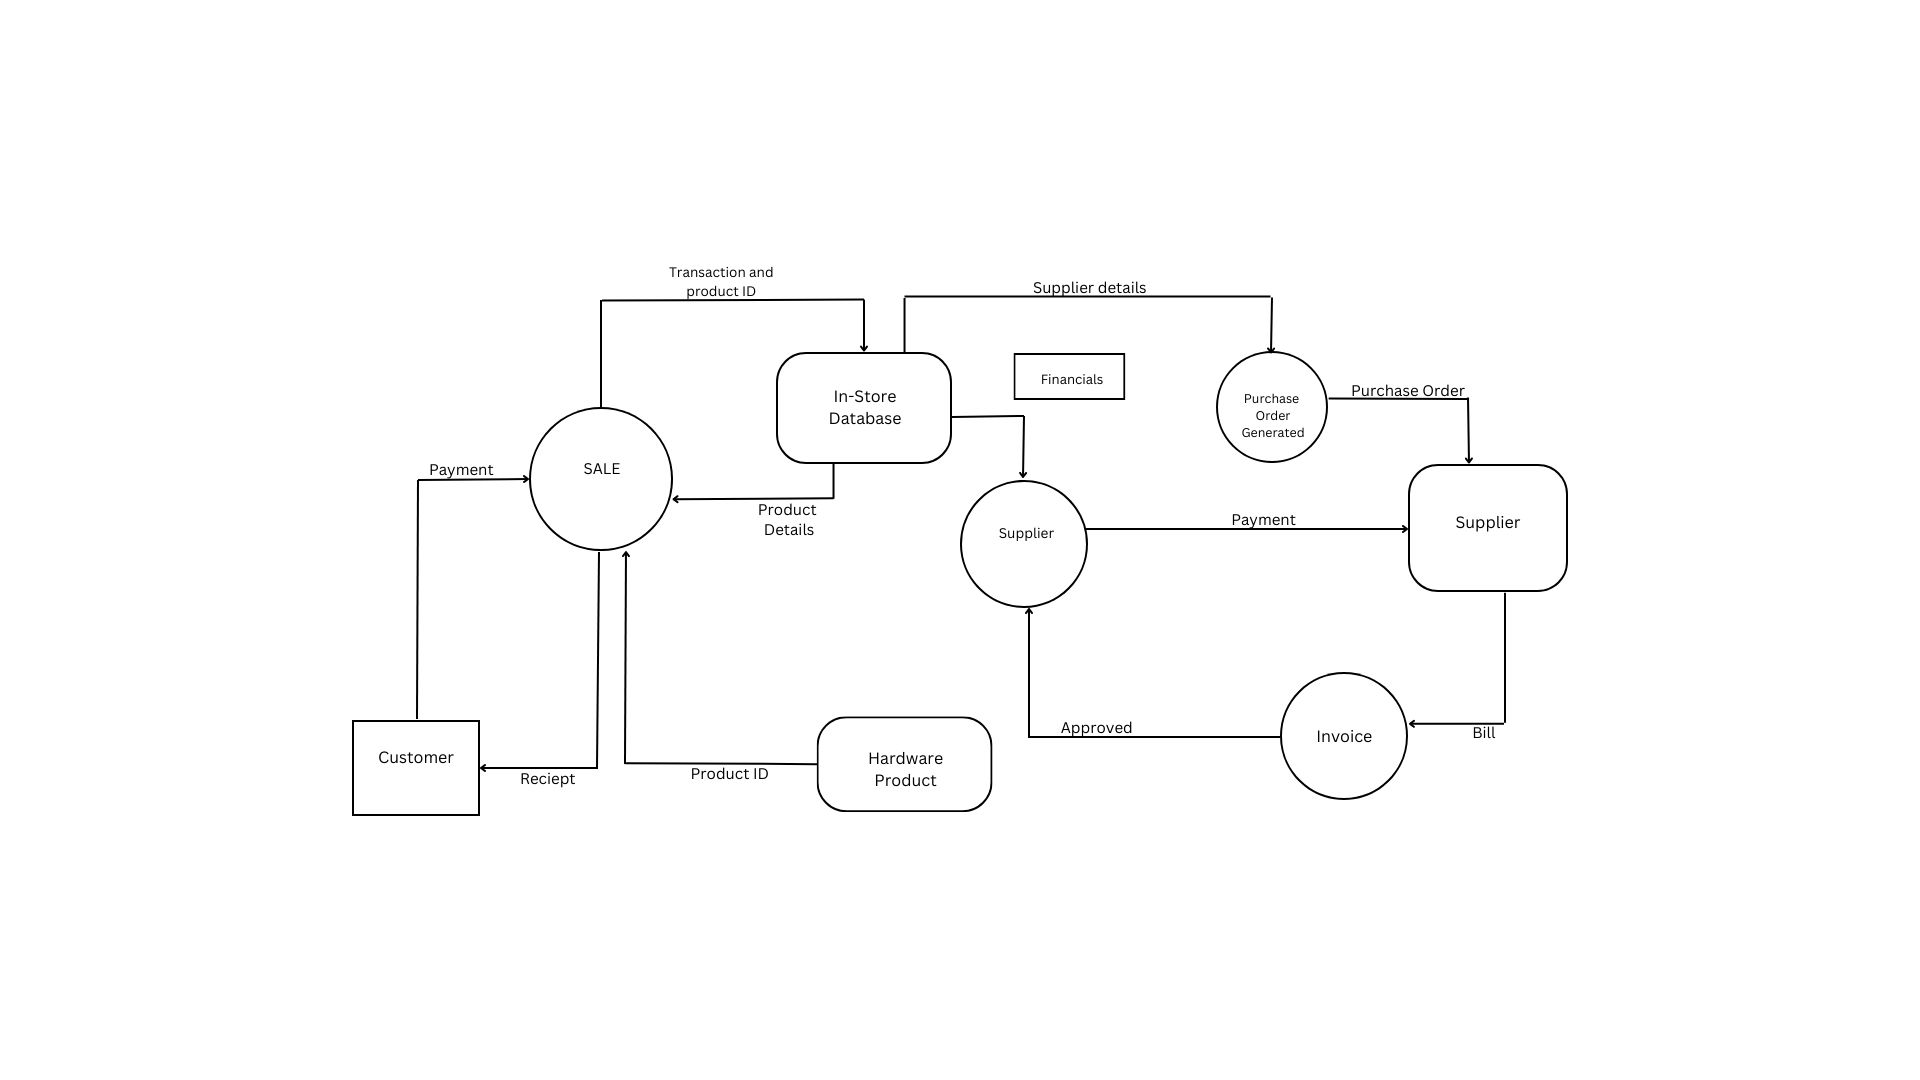 Transaction and
product ID
Supplier details
Financials
In-Store
Database
Purchase
Order
Generated
Purchase Order
SALE
Payment
Product
Details
Supplier
Payment
Supplier
Customer
Reciept
Product ID
Hardware
Product
Approved
Invoice
Bill